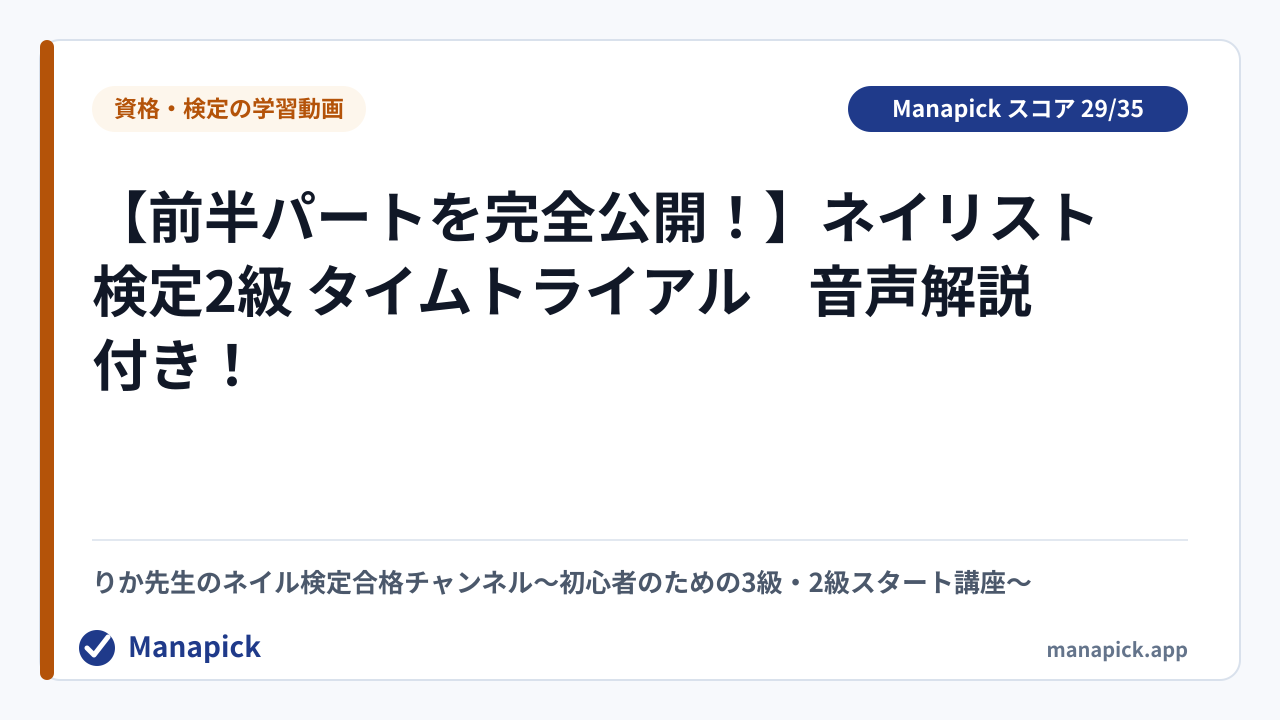 資格・検定の学習動画
Manapick スコア 29/35
【前半パートを完全公開！】ネイリスト
検定2級 タイムトライアル　音声解説
付き！
りか先生のネイル検定合格チャンネル〜初心者のための3級・2級スタート講座〜
Manapick
manapick.app